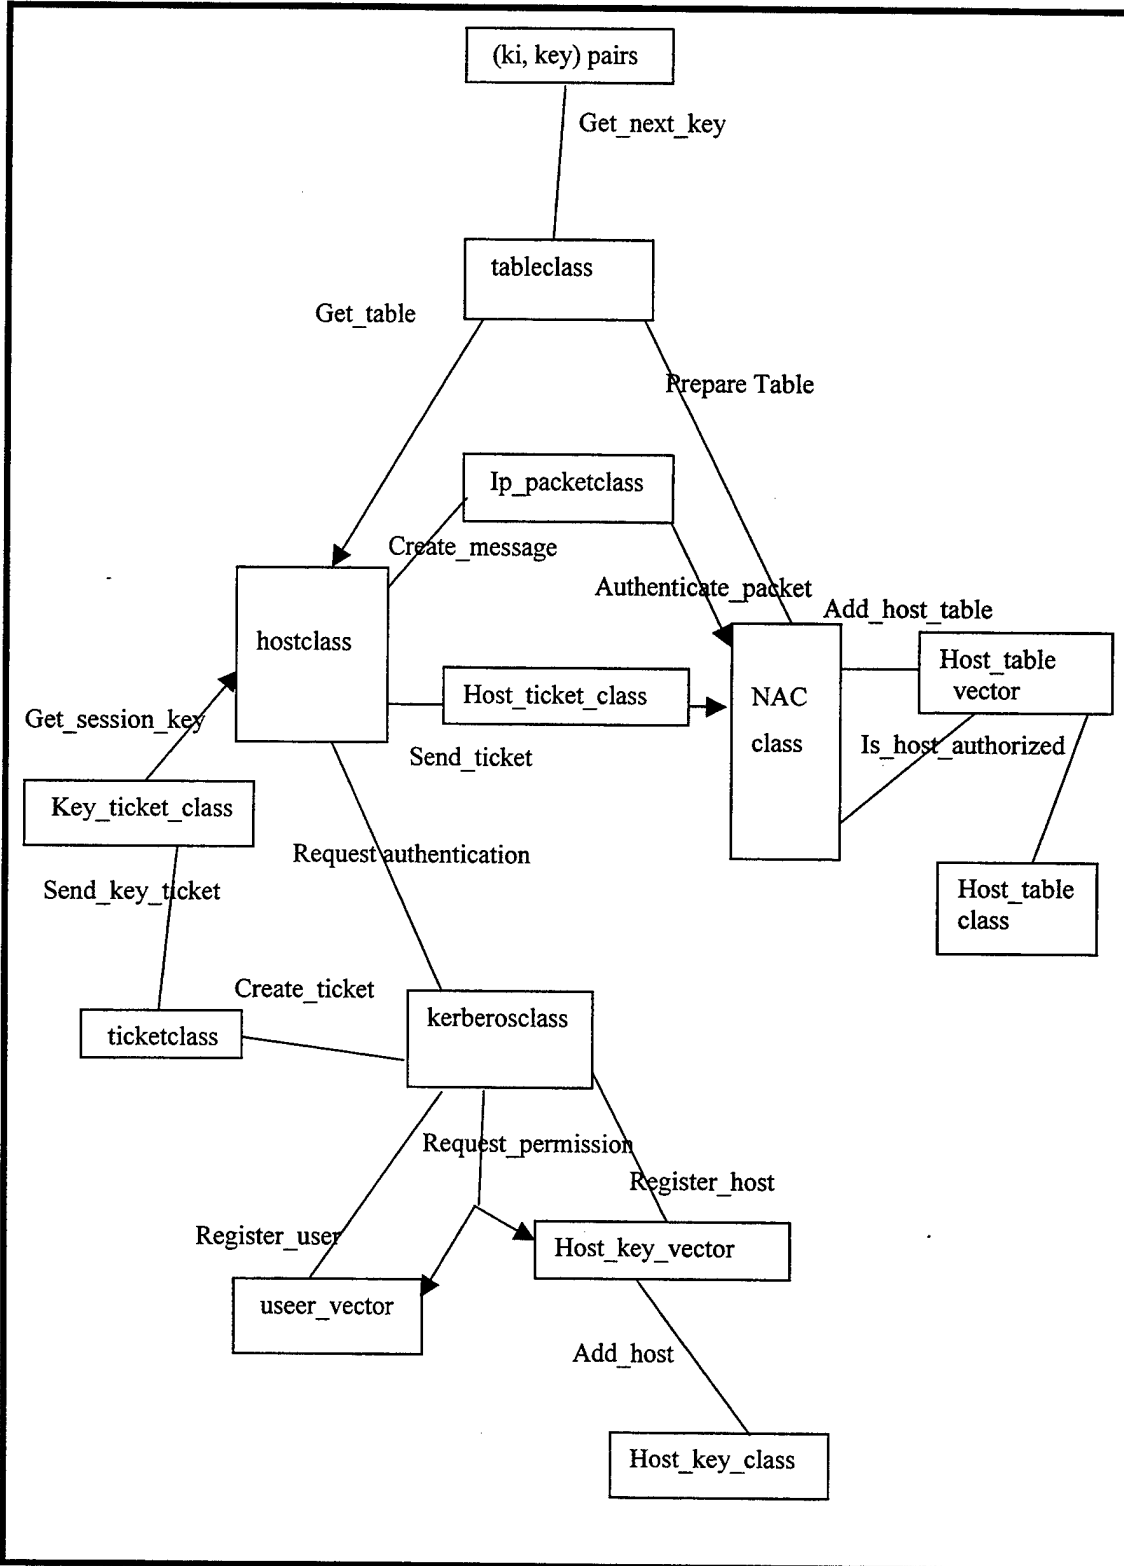 (ki, key) pairs
Get_next_key
tableclass
Get_table
Prepare Table
Ip_packetclass
Create_message
Authenticate_packet
Add_host_table
hostclass
Host_table
vector
Host_ticket_class
NAC
class
Get_session_key
Send_ticket
Is_host_authorized
Key_ticket_class
Request authentication
Send_key_ticket
Host_table
class
Create_ticket
kerberosclass
ticketclass
Request_permission
Register_host
Register_user
Host_key_vector
useer_vector
Add_host
Host_key_class